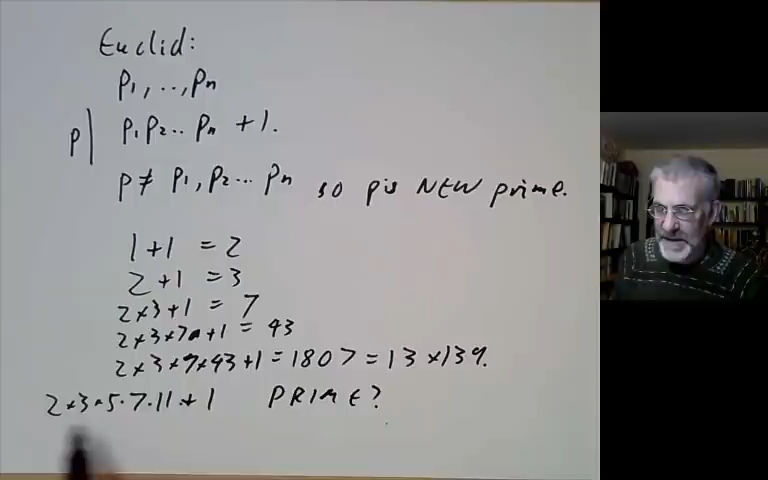 Euclid:
p₁, .., pₙ
p | p₁p₂.. pₙ +1.
p ≠ p₁, p₂... pₙ so p is NEW prime.
1+1 = 2
2+1 = 3
2×3+1 = 7
2×3×7+1 = 43
2×3×7×43+1 = 1807 = 13×139.
2×3·5·7·11+1 PRIME?